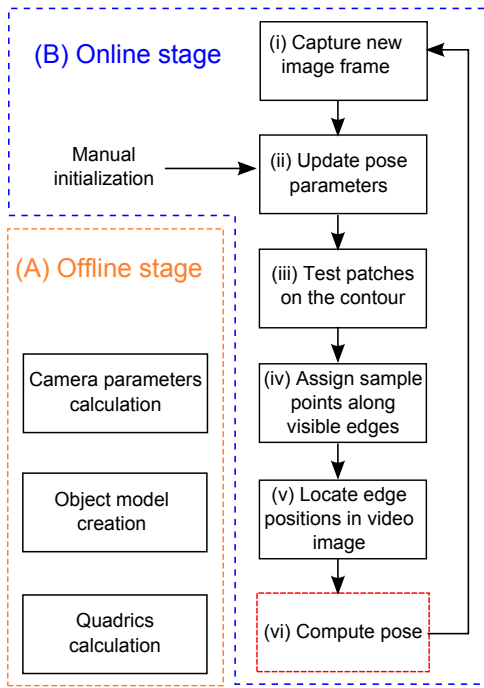 (B) Online stage
(i) Capture new
image frame
Manual
initialization
(ii) Update pose
parameters
(A) Offline stage
(iii) Test patches
on the contour
Camera parameters
calculation
(iv) Assign sample
points along
visible edges
Object model
creation
(v) Locate edge
positions in video
image
Quadrics
calculation
(vi) Compute pose